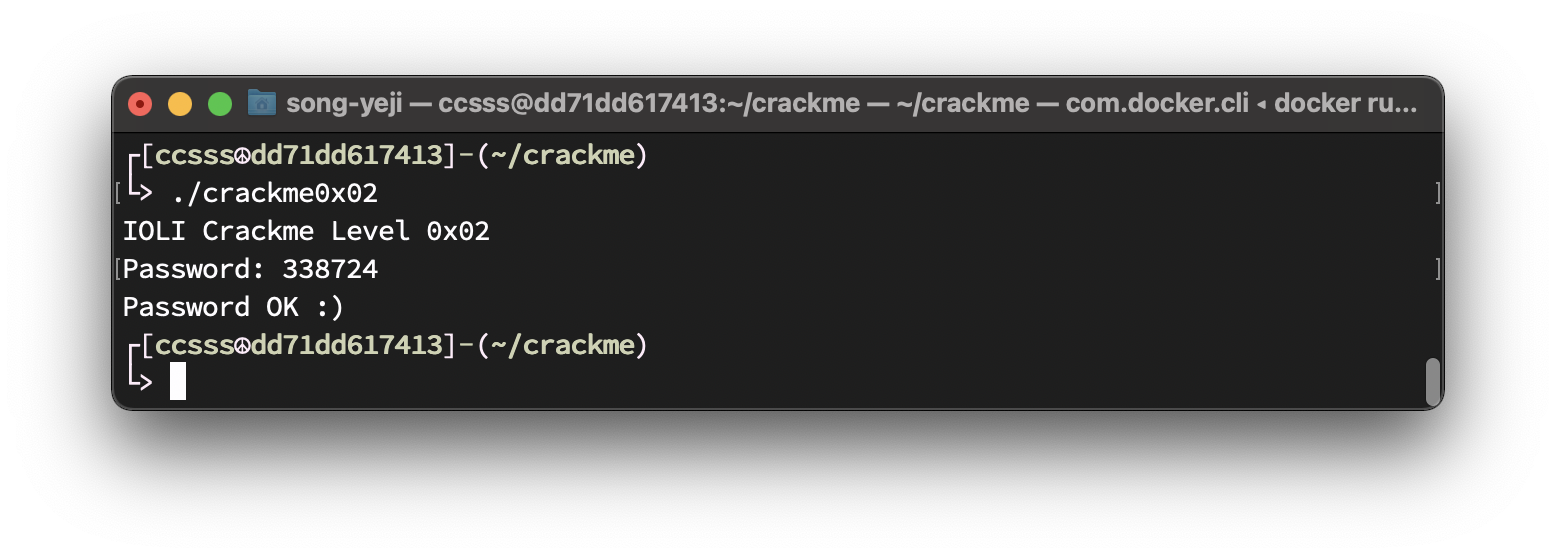 song-yeji — ccsss@dd71dd617413:~/crackme — ~/crackme — com.docker.cli ◂ docker ru...
┌[ccsss☮dd71dd617413]-(~/crackme)
[└> ./crackme0x02 ]
IOLI Crackme Level 0x02
[Password: 338724 ]
Password OK :)
┌[ccsss☮dd71dd617413]-(~/crackme)
└>